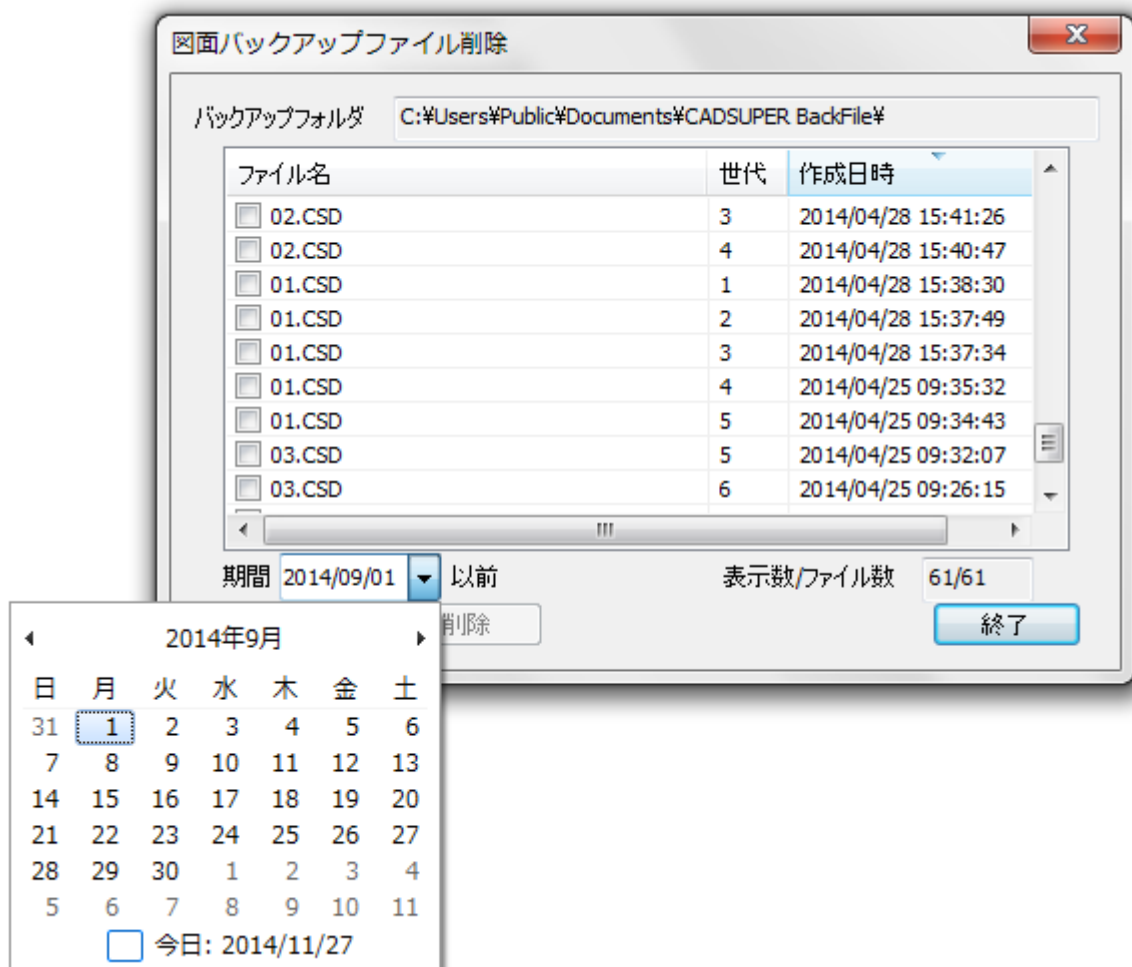 図面バックアップファイル削除
バックアップフォルダ C:¥Users¥Public¥Documents¥CADSUPER BackFile¥
ファイル名 世代 作成日時
02.CSD 3 2014/04/28 15:41:26
02.CSD 4 2014/04/28 15:40:47
01.CSD 1 2014/04/28 15:38:30
01.CSD 2 2014/04/28 15:37:49
01.CSD 3 2014/04/28 15:37:34
01.CSD 4 2014/04/25 09:35:32
01.CSD 5 2014/04/25 09:34:43
03.CSD 5 2014/04/25 09:32:07
03.CSD 6 2014/04/25 09:26:15
期間 2014/09/01 以前 表示数/ファイル数 61/61
削除 終了
2014年9月
日 月 火 水 木 金 土
31 1 2 3 4 5 6
7 8 9 10 11 12 13
14 15 16 17 18 19 20
21 22 23 24 25 26 27
28 29 30 1 2 3 4
5 6 7 8 9 10 11
今日: 2014/11/27